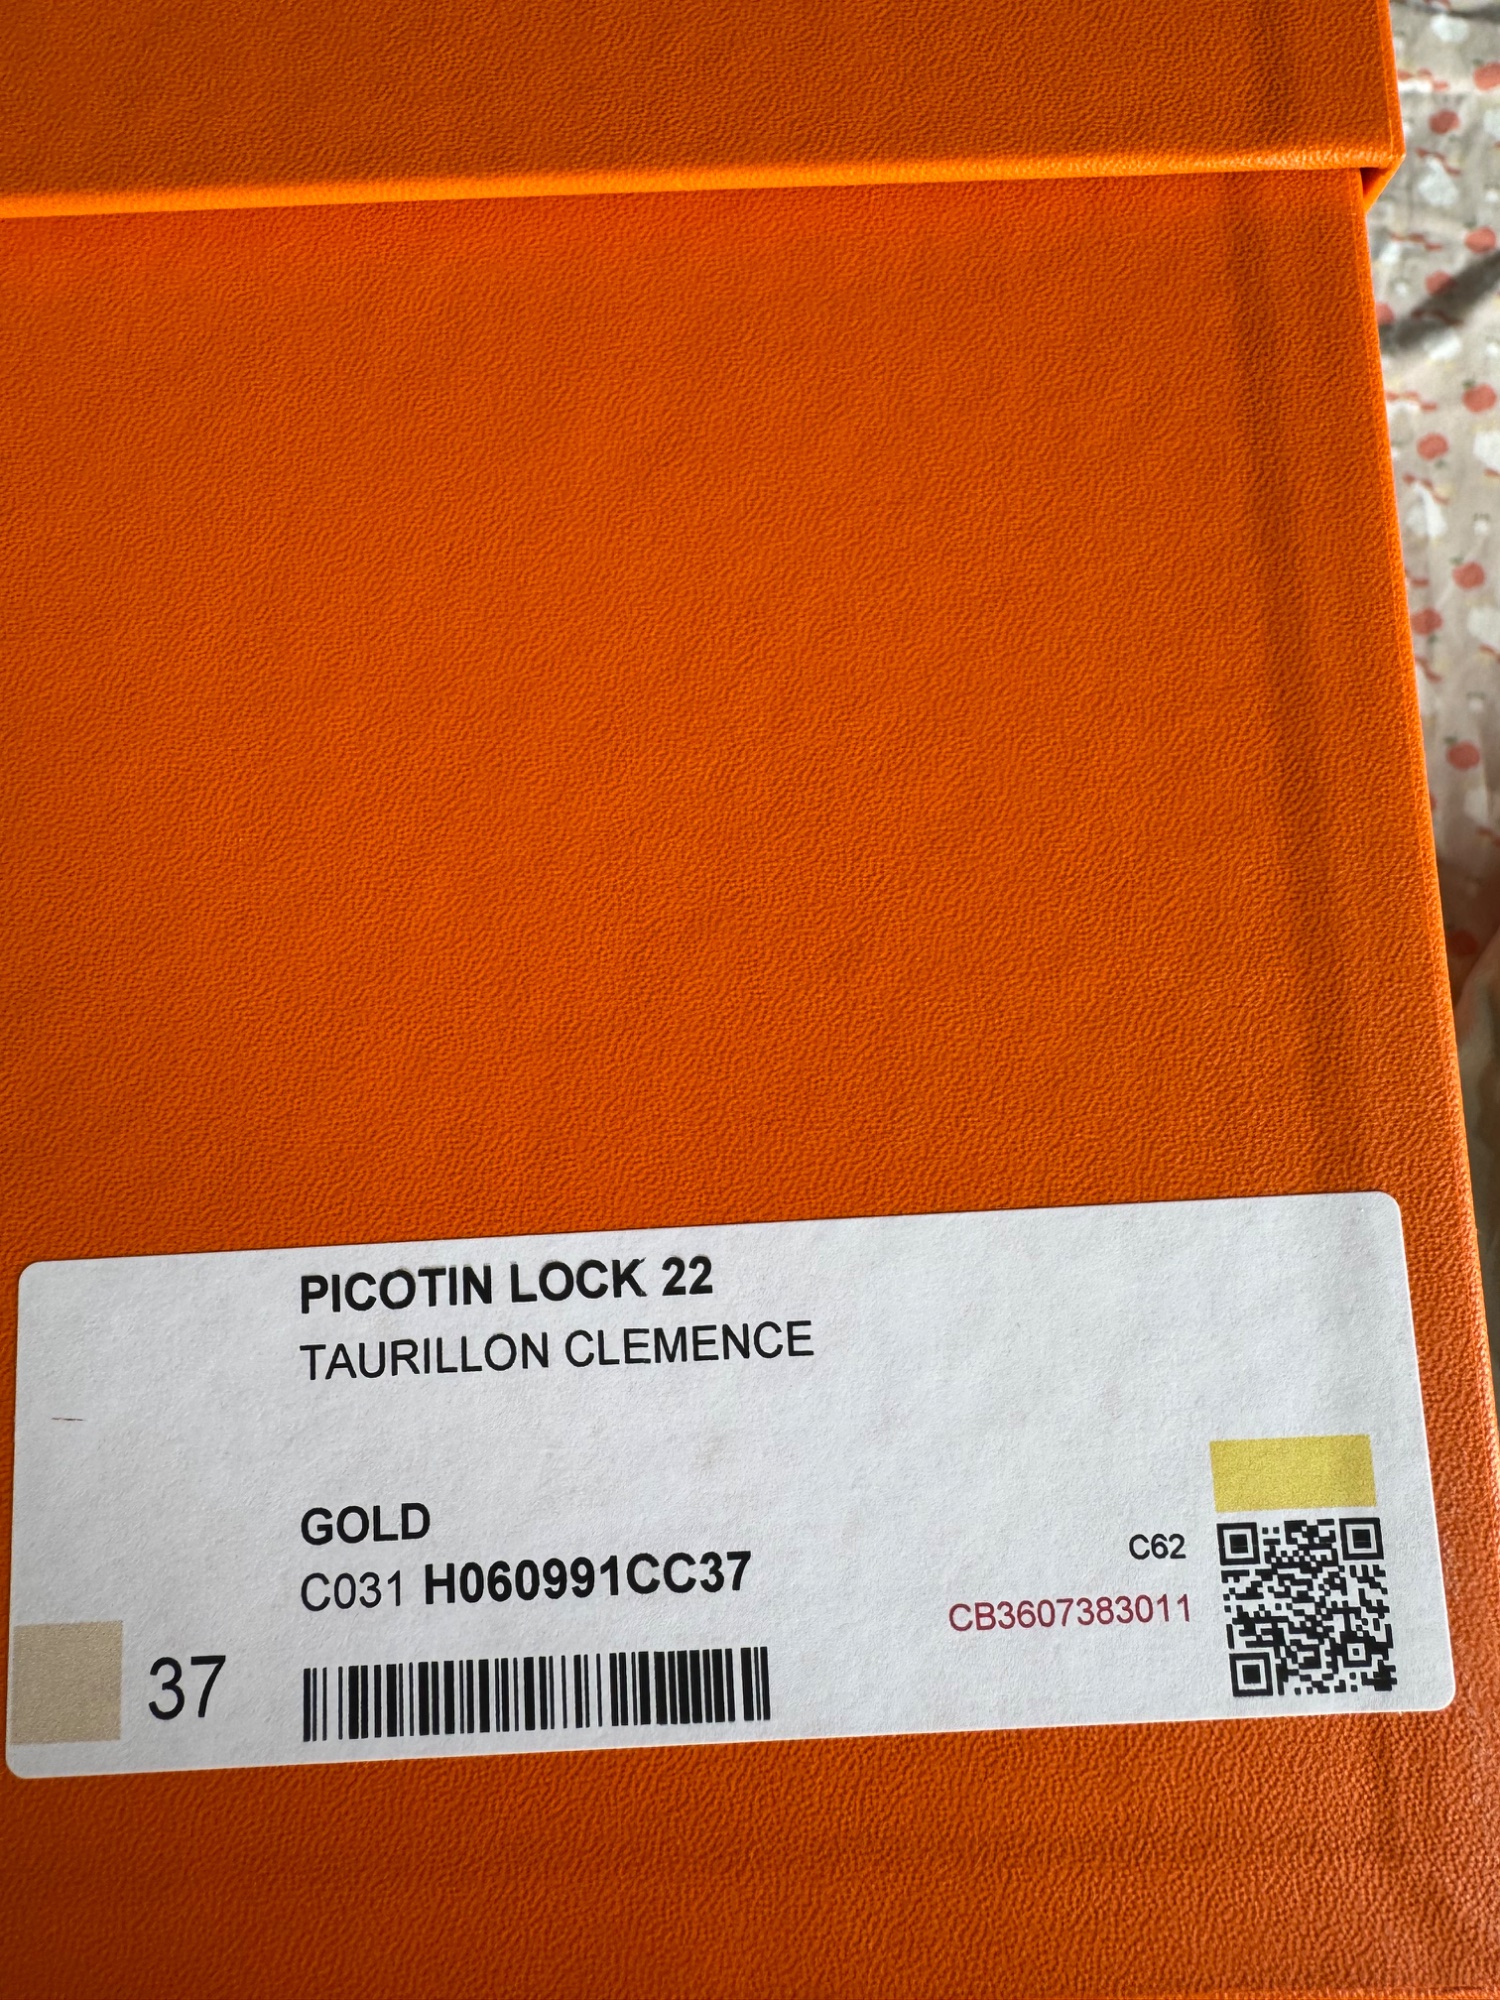 PICOTIN LOCK 22
TAURILLON CLEMENCE
GOLD
C031 H060991CC37
C62
CB3607383011
37